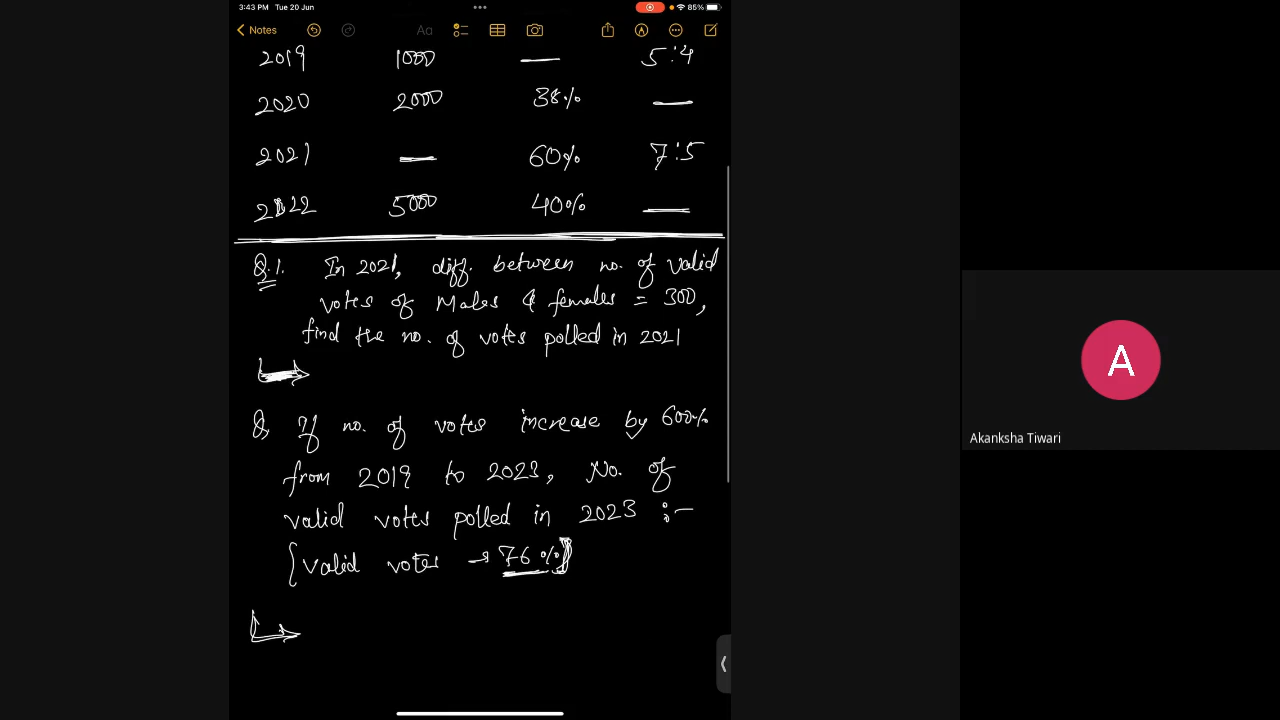 3:43 PM Tue 20 Jun
85%
Notes
Aa
2019 1000 — 5:4
2020 2000 38% —
2021 — 60% 7:5
2022 5000 40% —
Q.1. In 2021, diff. between no. of valid
votes of Males & females = 300,
find the no. of votes polled in 2021
Q. If no. of votes increase by 600%
from 2019 to 2023, No. of
valid votes polled in 2023 :-
{valid votes → 76%}
A
Akanksha Tiwari